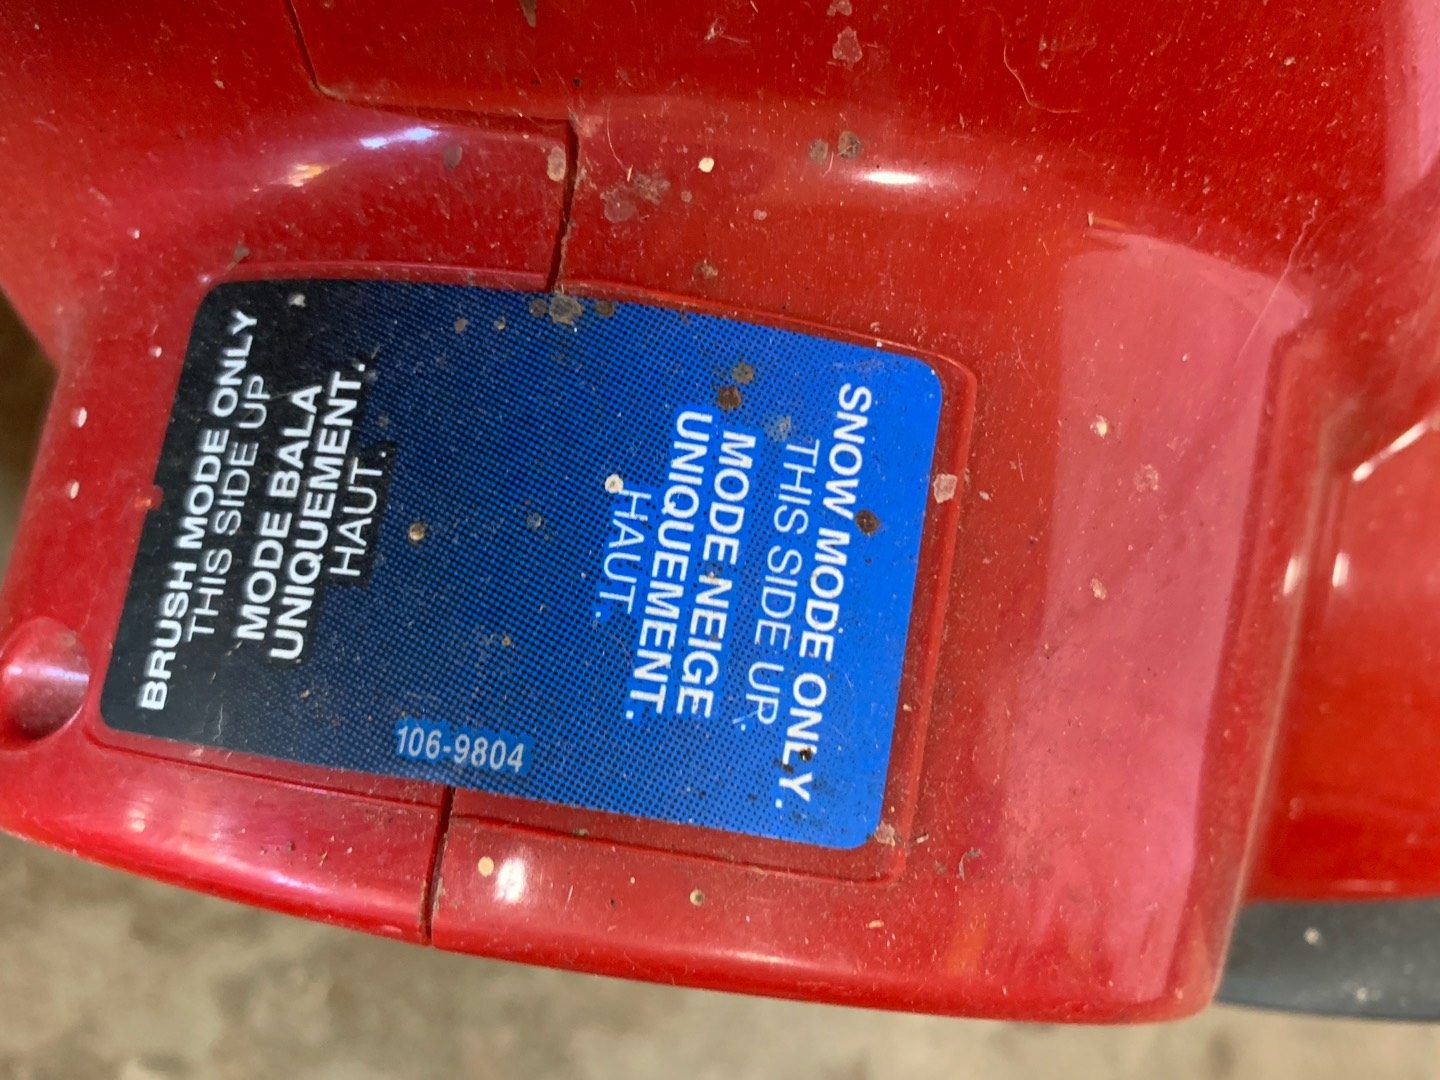 BRUSH MODE ONLY
THIS SIDE UP
MODE BALA
UNIQUEMENT.
HAUT.
SNOW MODE ONLY.
THIS SIDE UP.
MODE NEIGE
UNIQUEMENT.
HAUT.
106-9804